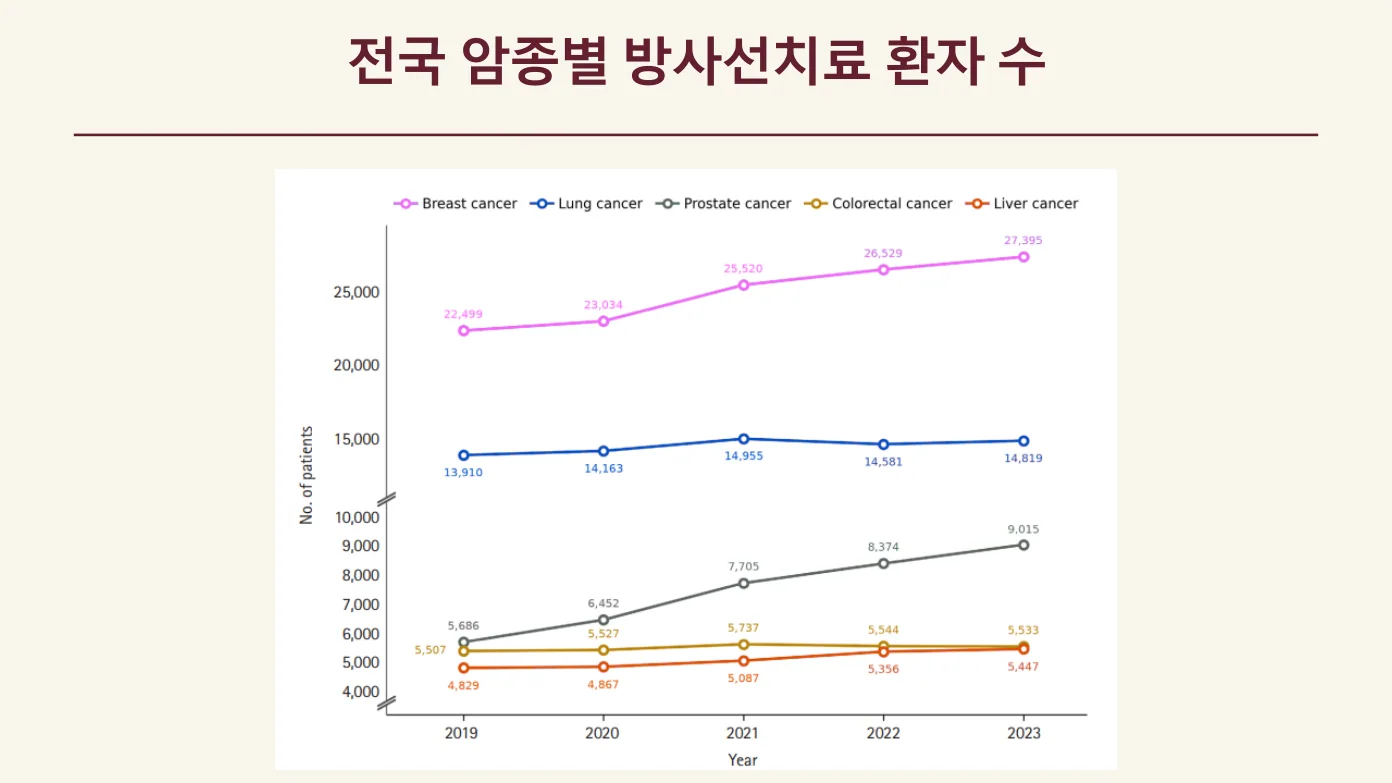 전국 암종별 방사선치료 환자 수
Breast cancer Lung cancer Prostate cancer Colorectal cancer Liver cancer
No. of patients
25,000
20,000
15,000
10,000
9,000
8,000
7,000
6,000
5,000
4,000
22,499 23,034 25,520 26,529 27,395
13,910 14,163 14,955 14,581 14,819
5,686 6,452 7,705 8,374 9,015
5,507 5,527 5,737 5,544 5,533
4,829 4,867 5,087 5,356 5,447
2019 2020 2021 2022 2023
Year